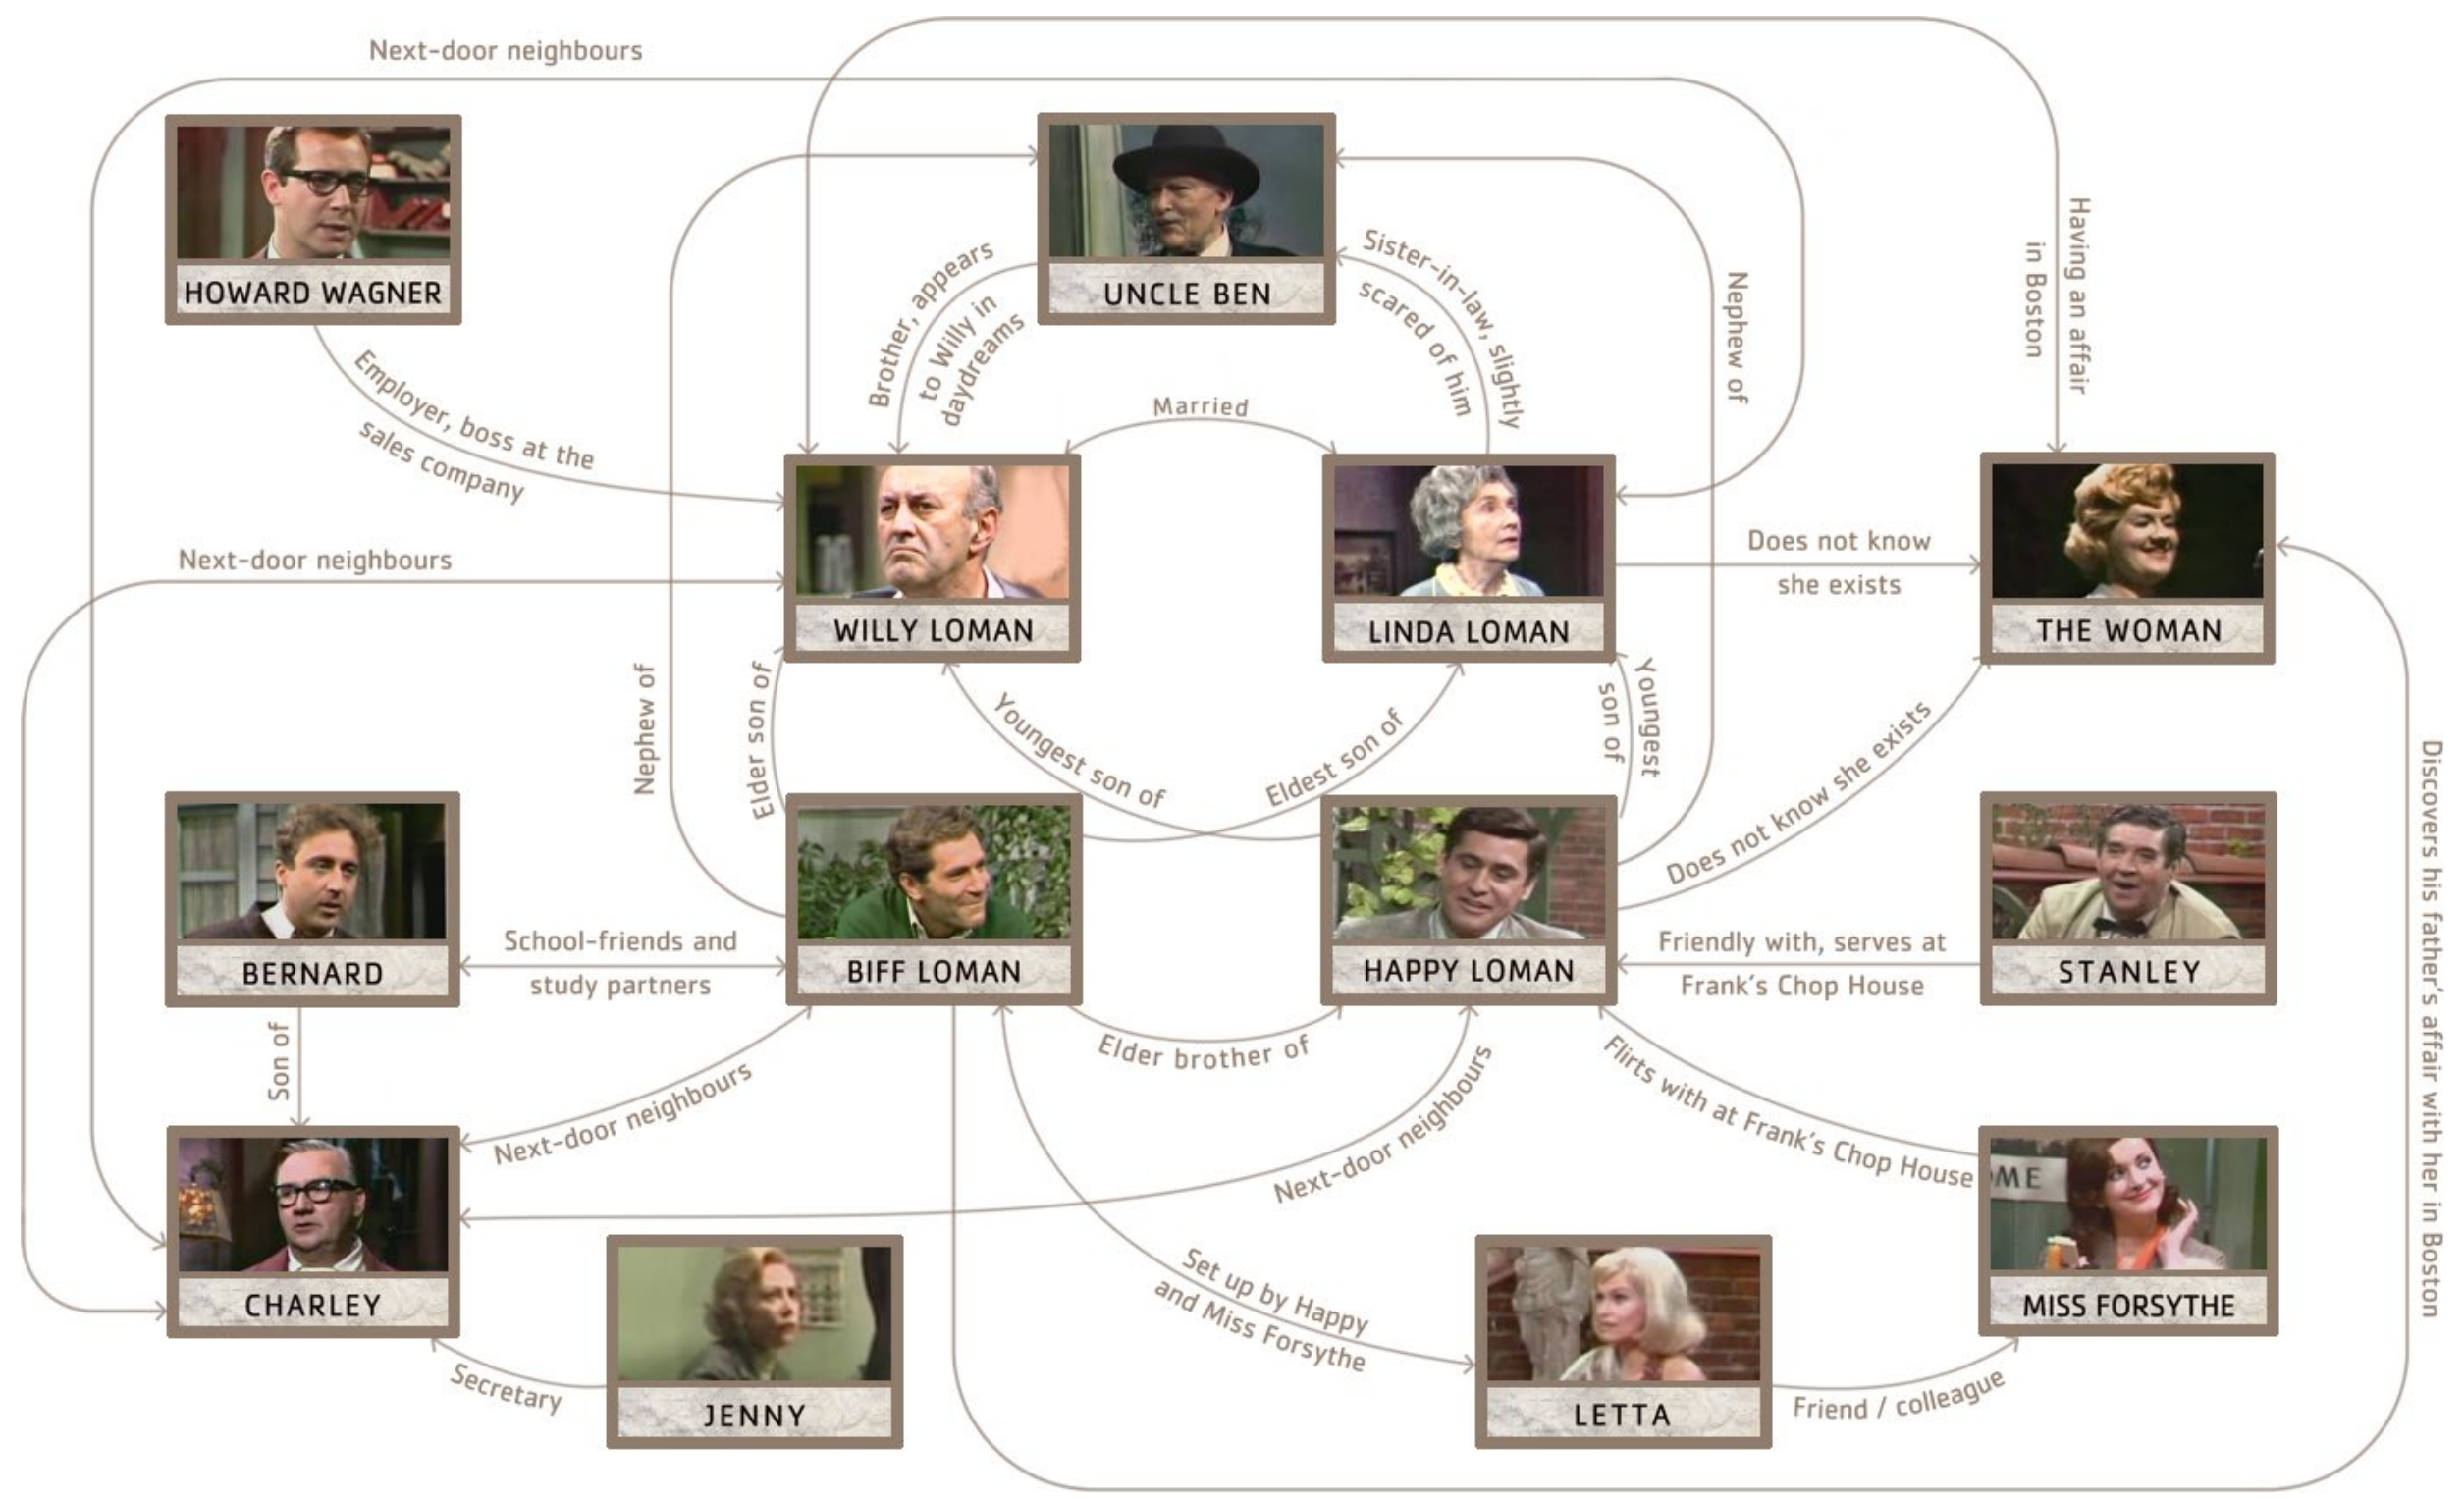 Next-door neighbours
HOWARD WAGNER
UNCLE BEN
Having an affair
in Boston
Nephew of
Brother, appears
to Willy in
daydreams
Sister-in-law, slightly
scared of him
Married
Employer, boss at the
sales company
Next-door neighbours
WILLY LOMAN
LINDA LOMAN
Does not know
she exists
THE WOMAN
Nephew of
Elder son of
Youngest son of
Eldest son of
Youngest
son of
Does not know she exists
Discovers his father's affair with her in Boston
BERNARD
School-friends and
study partners
BIFF LOMAN
HAPPY LOMAN
Friendly with, serves at
Frank's Chop House
STANLEY
Son of
Next-door neighbours
Elder brother of
Next-door neighbours
Flirts with at Frank's Chop House
OME
CHARLEY
Set up by Happy
and Miss Forsythe
MISS FORSYTHE
Secretary
JENNY
LETTA
Friend / colleague